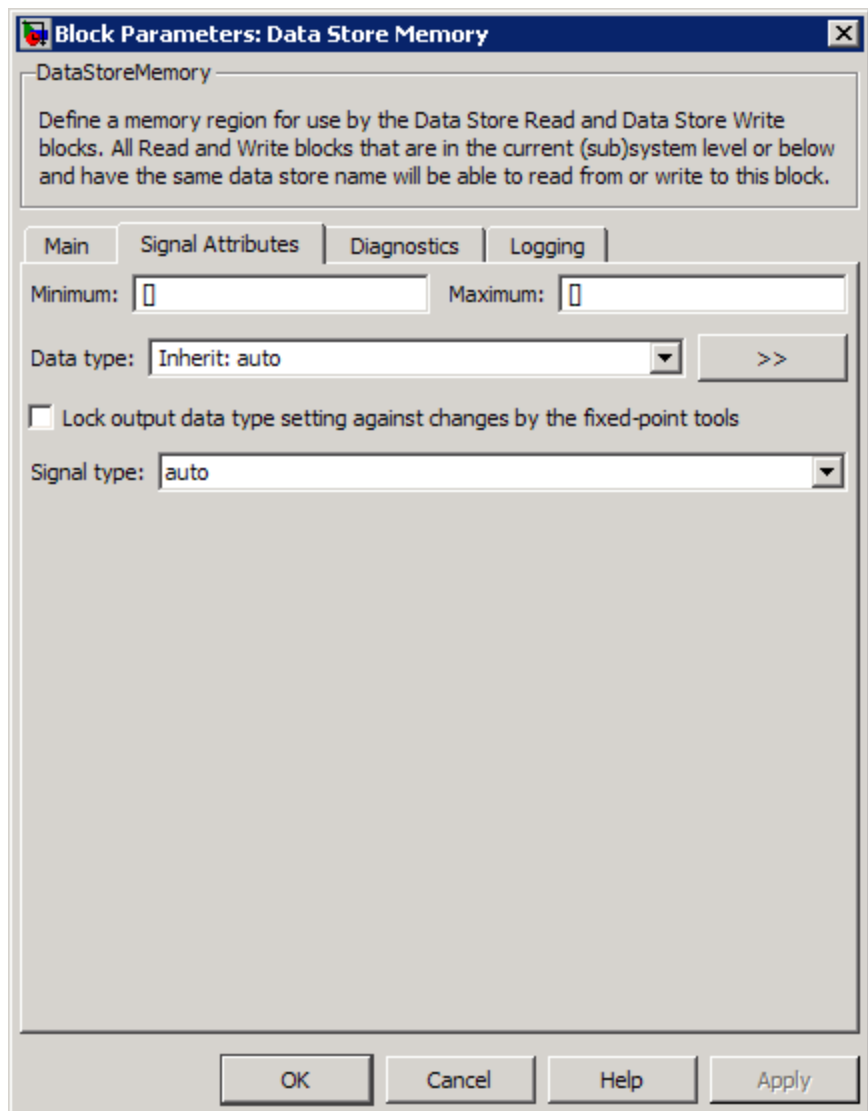 Block Parameters: Data Store Memory
DataStoreMemory
Define a memory region for use by the Data Store Read and Data Store Write
blocks. All Read and Write blocks that are in the current (sub)system level or below
and have the same data store name will be able to read from or write to this block.
Main Signal Attributes Diagnostics Logging
Minimum: [] Maximum: []
Data type: Inherit: auto >>
Lock output data type setting against changes by the fixed-point tools
Signal type: auto
OK Cancel Help Apply